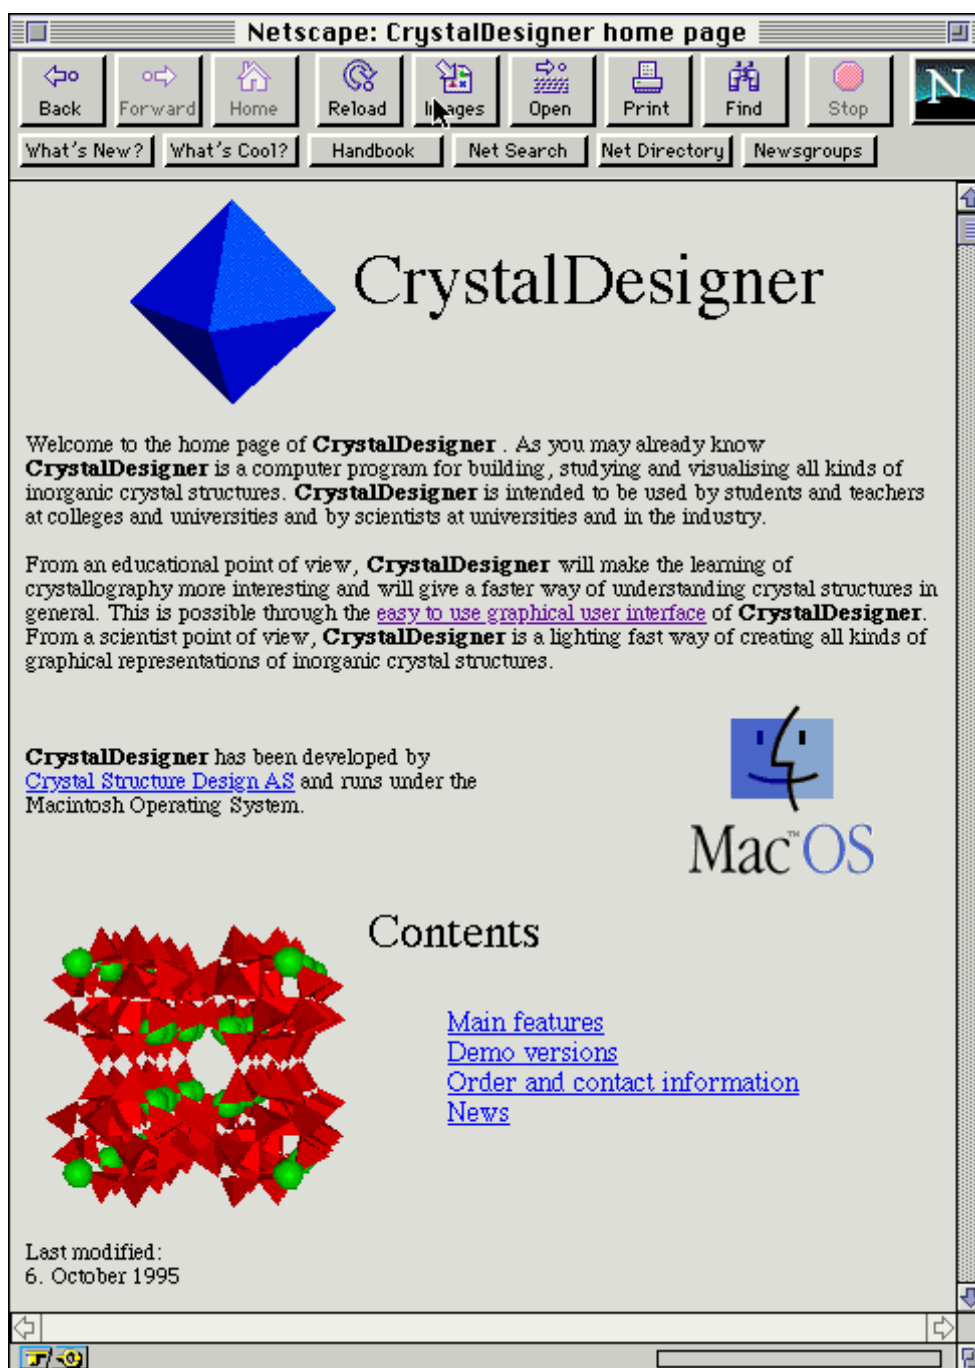 Netscape: CrystalDesigner home page
Back Forward Home Reload Images Open Print Find Stop N
What's New? What's Cool? Handbook Net Search Net Directory Newsgroups
CrystalDesigner
Welcome to the home page of CrystalDesigner . As you may already know
CrystalDesigner is a computer program for building, studying and visualising all kinds of
inorganic crystal structures. CrystalDesigner is intended to be used by students and teachers
at colleges and universities and by scientists at universities and in the industry.
From an educational point of view, CrystalDesigner will make the learning of
crystallography more interesting and will give a faster way of understanding crystal structures in
general. This is possible through the easy to use graphical user interface of CrystalDesigner.
From a scientist point of view, CrystalDesigner is a lighting fast way of creating all kinds of
graphical representations of inorganic crystal structures.
CrystalDesigner has been developed by
Crystal Structure Design AS and runs under the
Macintosh Operating System.
Mac™OS
Contents
Main features
Demo versions
Order and contact information
News
Last modified:
6. October 1995